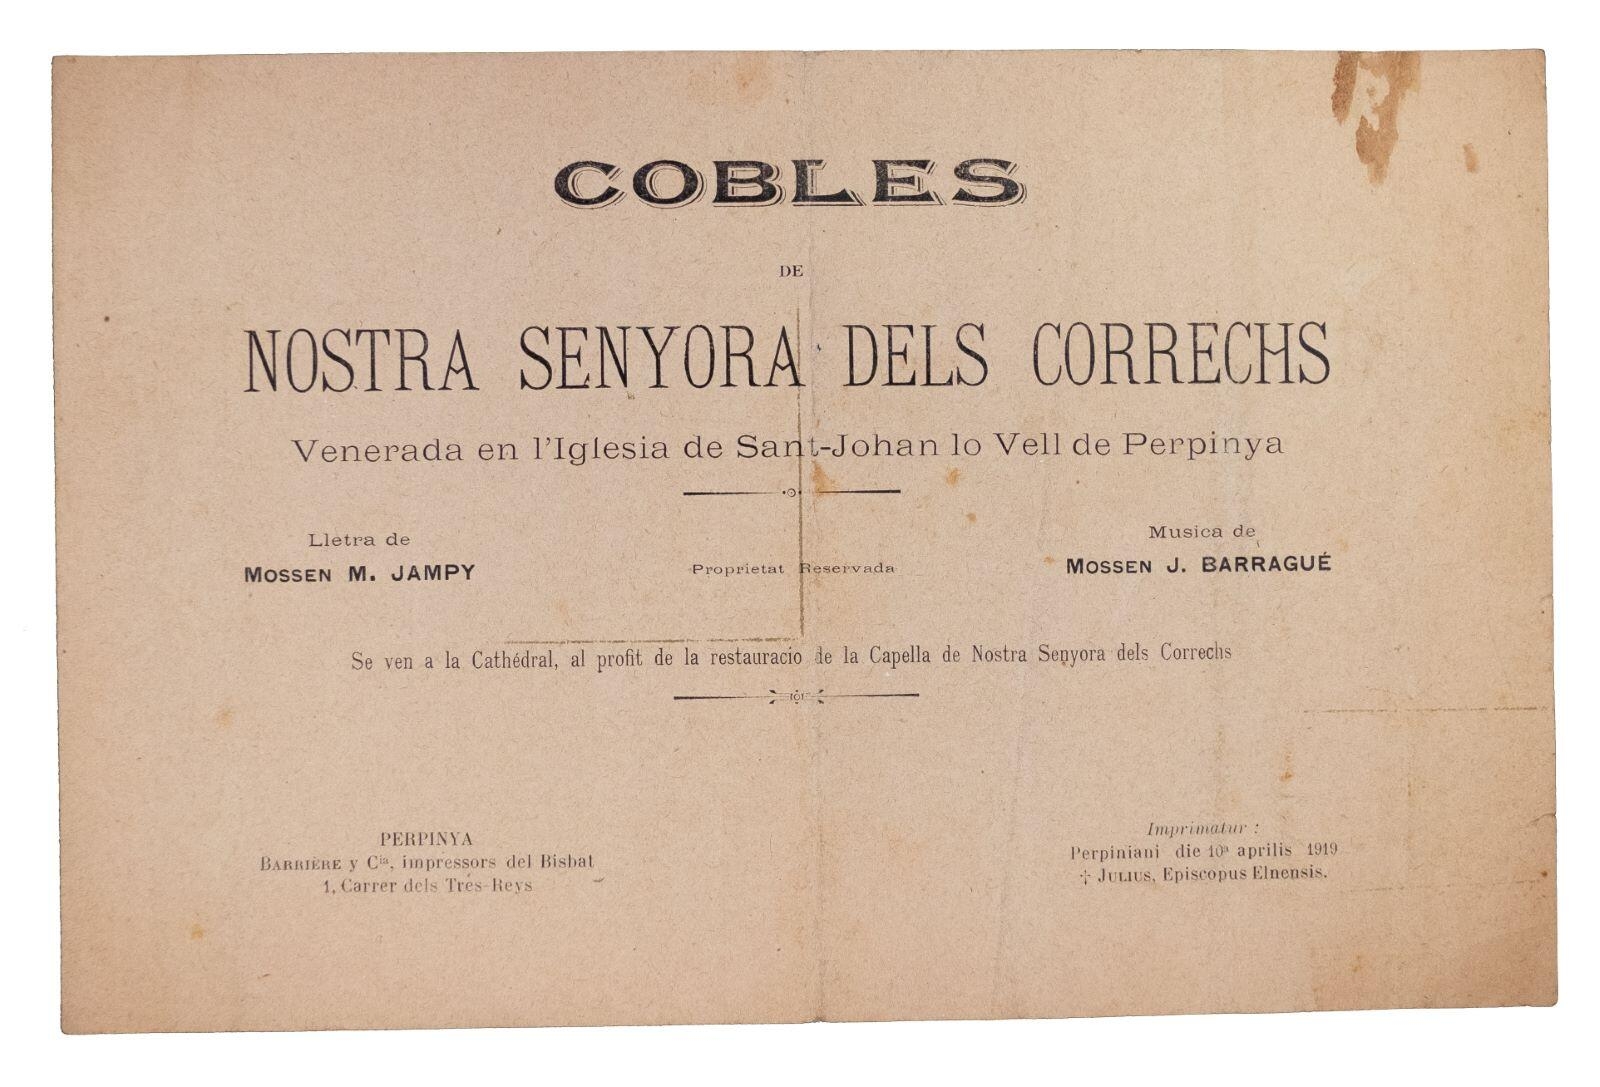 COBLES
DE
NOSTRA SENYORA DELS CORRECHS
Venerada en l'Iglesia de Sant-Johan lo Vell de Perpinya
Lletra de
MOSSEN M. JAMPY
Proprietat Reservada
Musica de
MOSSEN J. BARRAGUÉ
Se ven a la Cathédral, al profit de la restauracio de la Capella de Nostra Senyora dels Correchs
PERPINYA
BARRIÈRE y Cia, impressors del Bisbat
1, Carrer dels Trés-Reys
Imprimatur :
Perpiniani die 10a aprilis 1919
† JULIUS, Episcopus Elnensis.